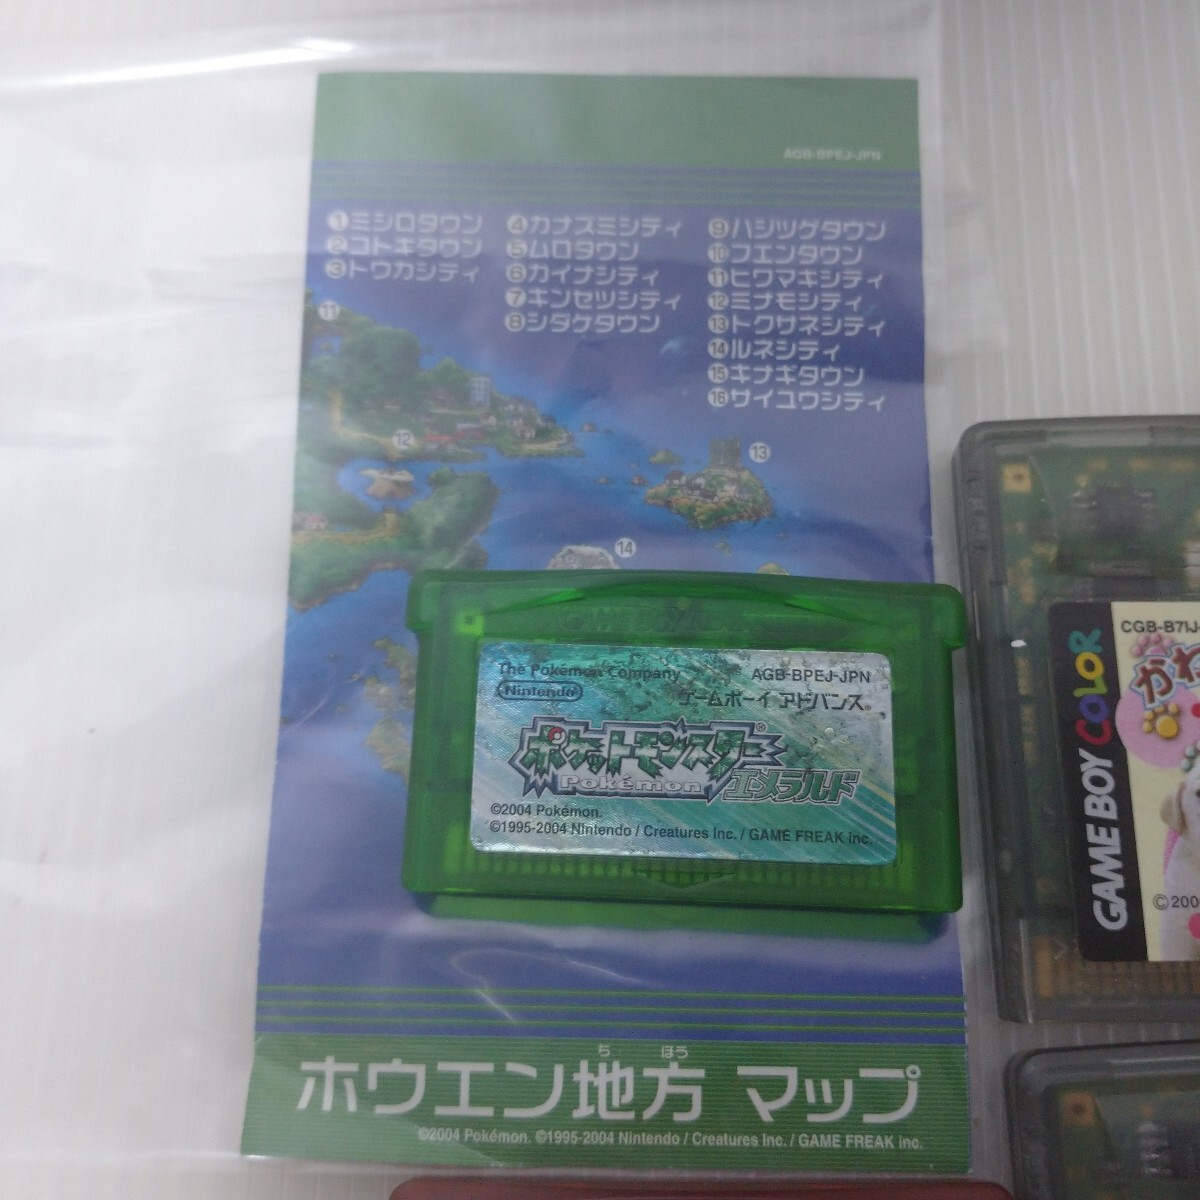 AGB-BPEJ-JPN
①ミシロタウン
②コトキタウン
③トウカシティ
④カナズミシティ
⑤ムロタウン
⑥カイナシティ
⑦キンセツシティ
⑧シダケタウン
⑨ハジツゲタウン
⑩フエンタウン
⑪ヒワマキシティ
⑫ミナモシティ
⑬トクサネシティ
⑭ルネシティ
⑮キナギタウン
⑯サイユウシティ
⑪
⑫
⑬
⑭
The Pokémon Company
Nintendo
AGB-BPEJ-JPN
ゲームボーイ アドバンス®
ポケットモンスター®
Pokémon エメラルド
©2004 Pokémon.
©1995-2004 Nintendo / Creatures Inc. / GAME FREAK inc.
ち ほう
ホウエン地方 マップ
©2004 Pokémon. ©1995-2004 Nintendo / Creatures Inc. / GAME FREAK inc.
GAME BOY COLOR
CGB-B7IJ-
かわ
©200